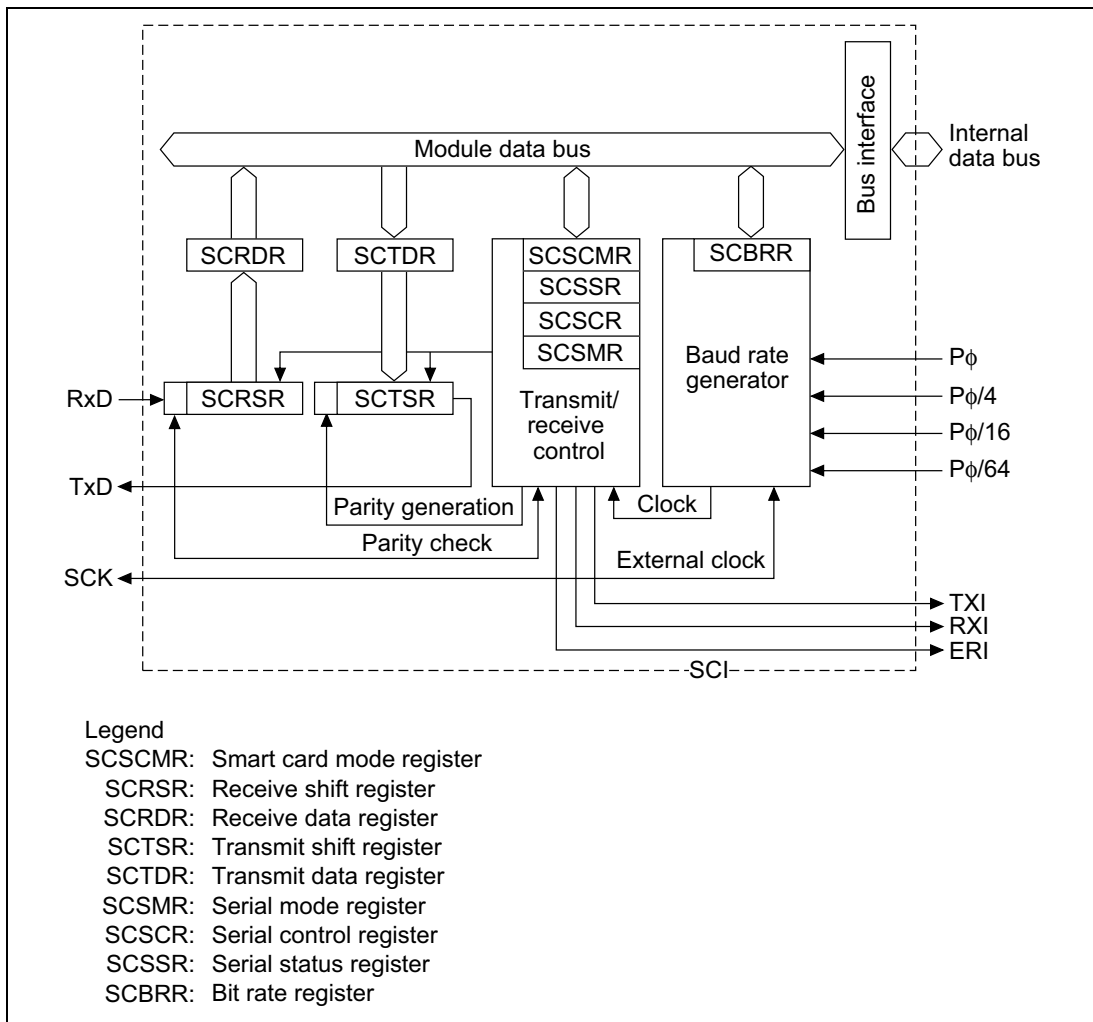 Module data bus
Bus interface
Internal
data bus
SCRDR
SCTDR
SCSCMR
SCSSR
SCSCR
SCSMR
Transmit/
receive
control
SCBRR
Baud rate
generator
Pϕ
Pϕ/4
Pϕ/16
Pϕ/64
RxD
SCRSR
SCTSR
TxD
Parity generation
Clock
Parity check
External clock
SCK
TXI
RXI
ERI
SCI
Legend
SCSCMR: Smart card mode register
SCRSR: Receive shift register
SCRDR: Receive data register
SCTSR: Transmit shift register
SCTDR: Transmit data register
SCSMR: Serial mode register
SCSCR: Serial control register
SCSSR: Serial status register
SCBRR: Bit rate register